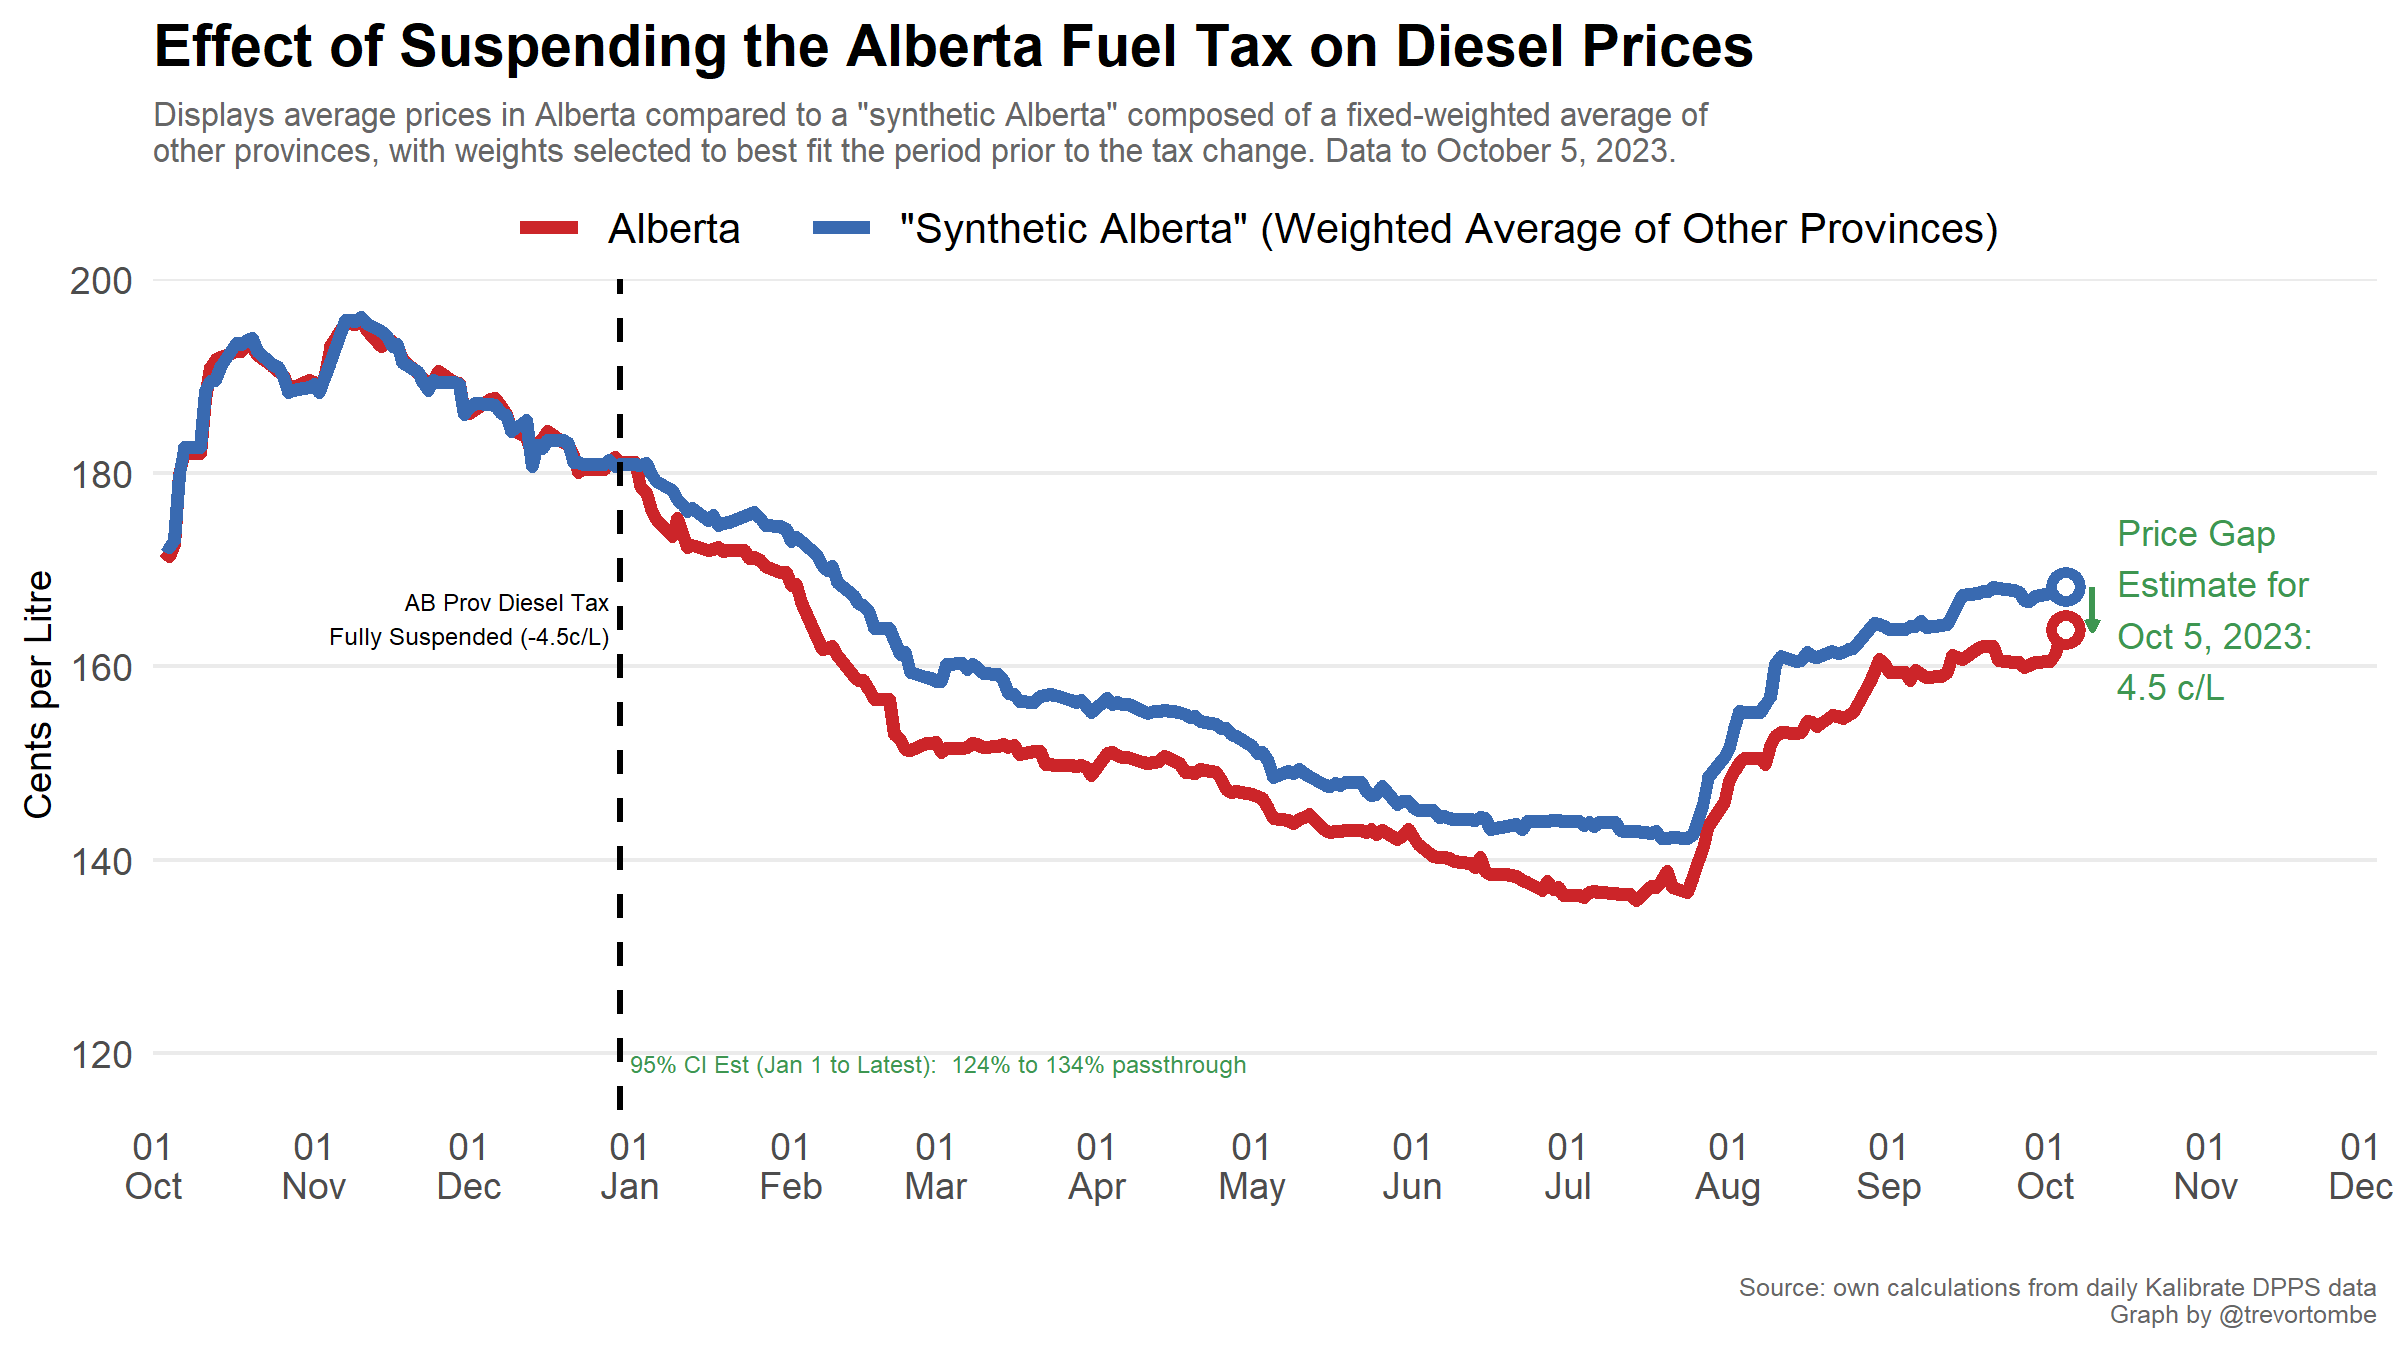 Effect of Suspending the Alberta Fuel Tax on Diesel Prices
Displays average prices in Alberta compared to a "synthetic Alberta" composed of a fixed-weighted average of
other provinces, with weights selected to best fit the period prior to the tax change. Data to October 5, 2023.
Alberta
"Synthetic Alberta" (Weighted Average of Other Provinces)
Cents per Litre
200
180
160
140
120
AB Prov Diesel Tax
Fully Suspended (-4.5c/L)
Price Gap
Estimate for
Oct 5, 2023:
4.5 c/L
95% CI Est (Jan 1 to Latest):  124% to 134% passthrough
01 01 01 01 01 01 01 01 01 01 01 01 01 01 01
Oct Nov Dec Jan Feb Mar Apr May Jun Jul Aug Sep Oct Nov Dec
Source: own calculations from daily Kalibrate DPPS data
Graph by @trevortombe